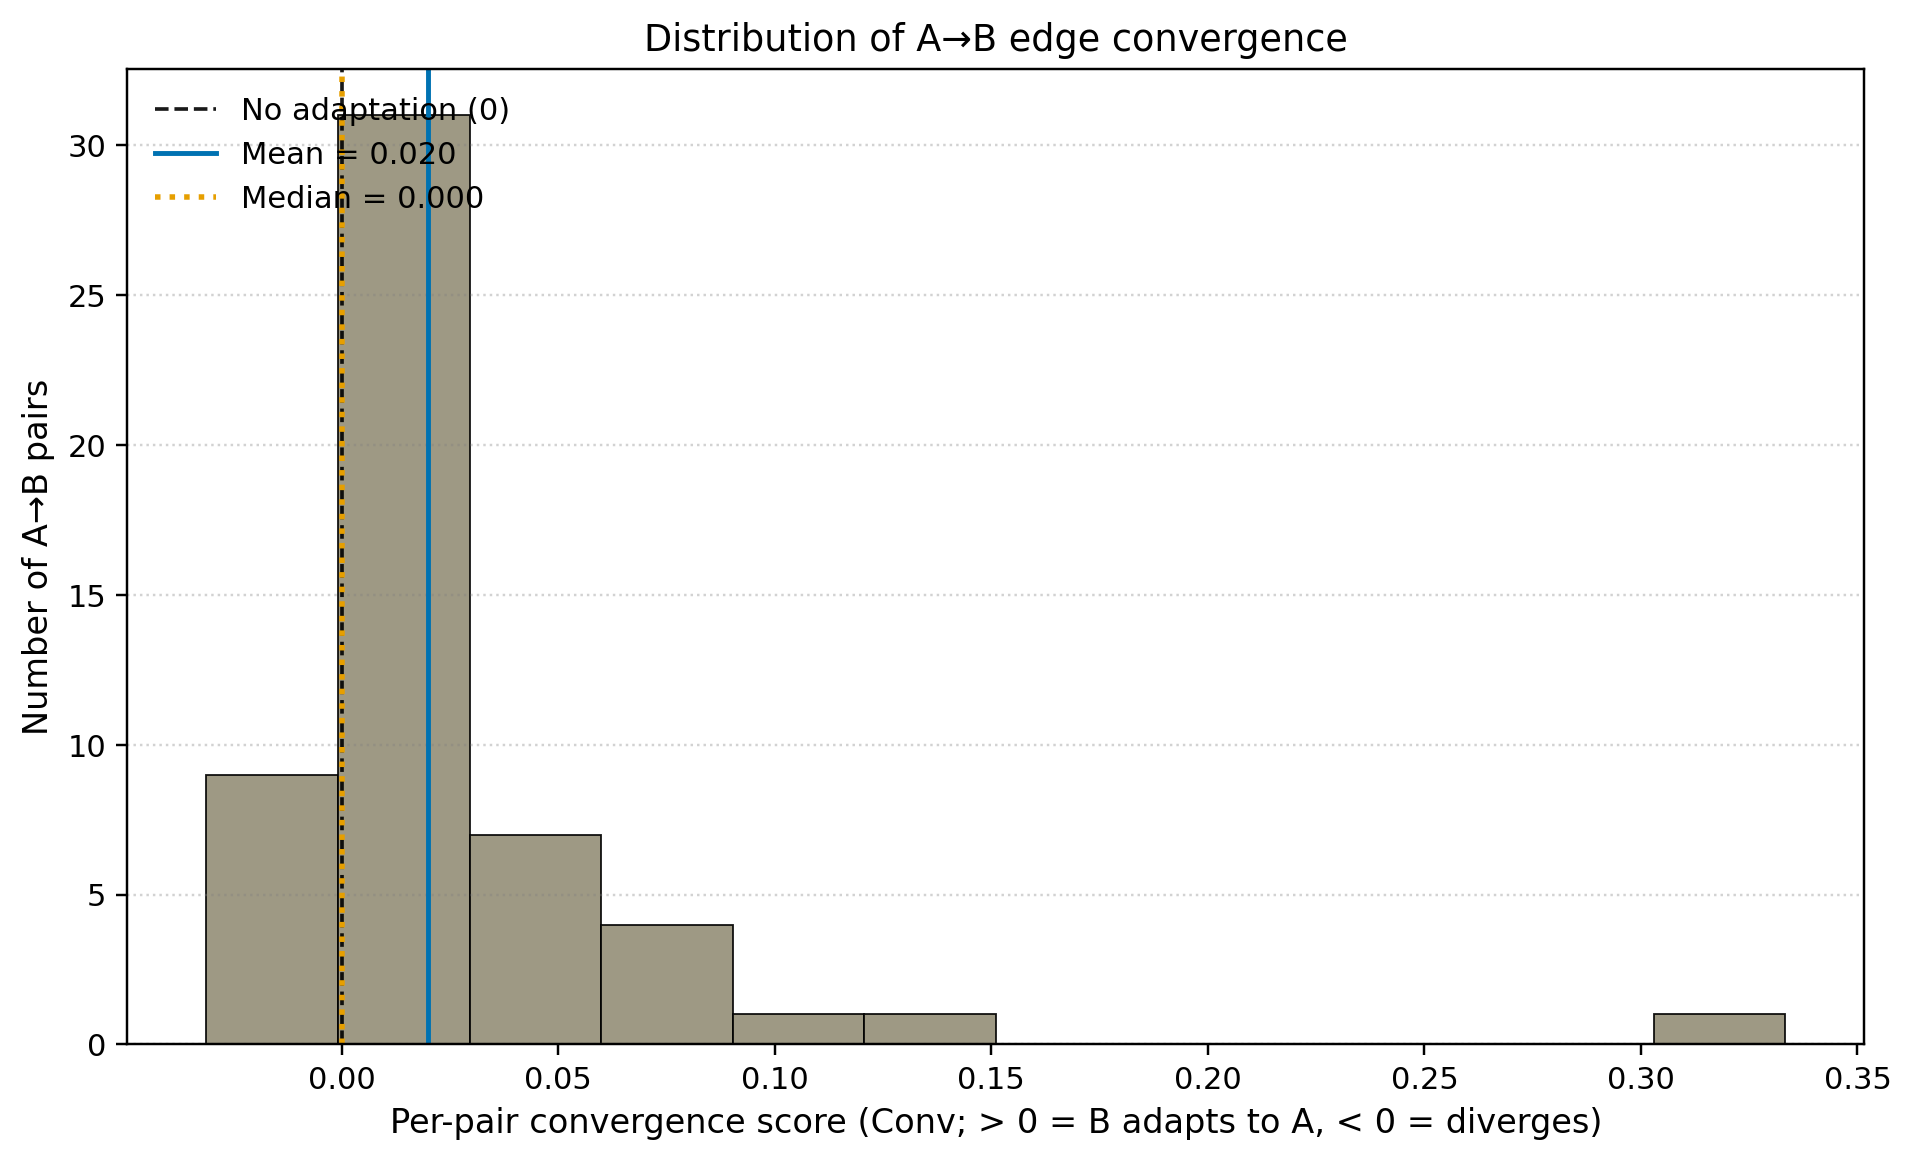 Distribution of A→B edge convergence
No adaptation (0)
Mean = 0.020
Median = 0.000
Number of A→B pairs
30
25
20
15
10
5
0
0.00 0.05 0.10 0.15 0.20 0.25 0.30 0.35
Per-pair convergence score (Conv; > 0 = B adapts to A, < 0 = diverges)